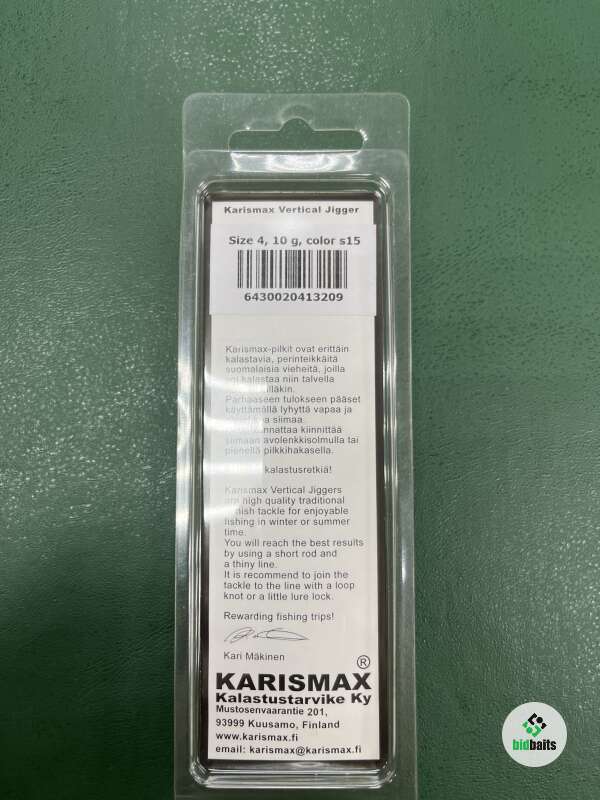 Karismax Vertical Jigger
Size 4, 10 g, color s15
6430020413209
Karismax-pilkit ovat erittäin
kalastavia, perinteikkäitä
suomalaisia vieheitä, joilla
voi kalastaa niin talvella
Parhaaseen tulokseen pääset
käyttämällä lyhyttä vapaa ja
siimaa.
kannattaa kiinnittää
siimaan avolenkkisolmulla tai
pienellä pilkkihakasella.
kalastusretkiä!
Karismax Vertical Jiggers
are high quality traditional
tackle for enjoyable
fishing in winter or summer
time.
You will reach the best results
by using a short rod and
a thiny line.
It is recommend to join the
tackle to the line with a loop
knot or a little lure lock.
Rewarding fishing trips!
Kari Mäkinen
®
KARISMAX
Kalastustarvike Ky
Mustosenvaarantie 201,
93999 Kuusamo, Finland
www.karismax.fi
email: karismax@karismax.fi
bidbaits